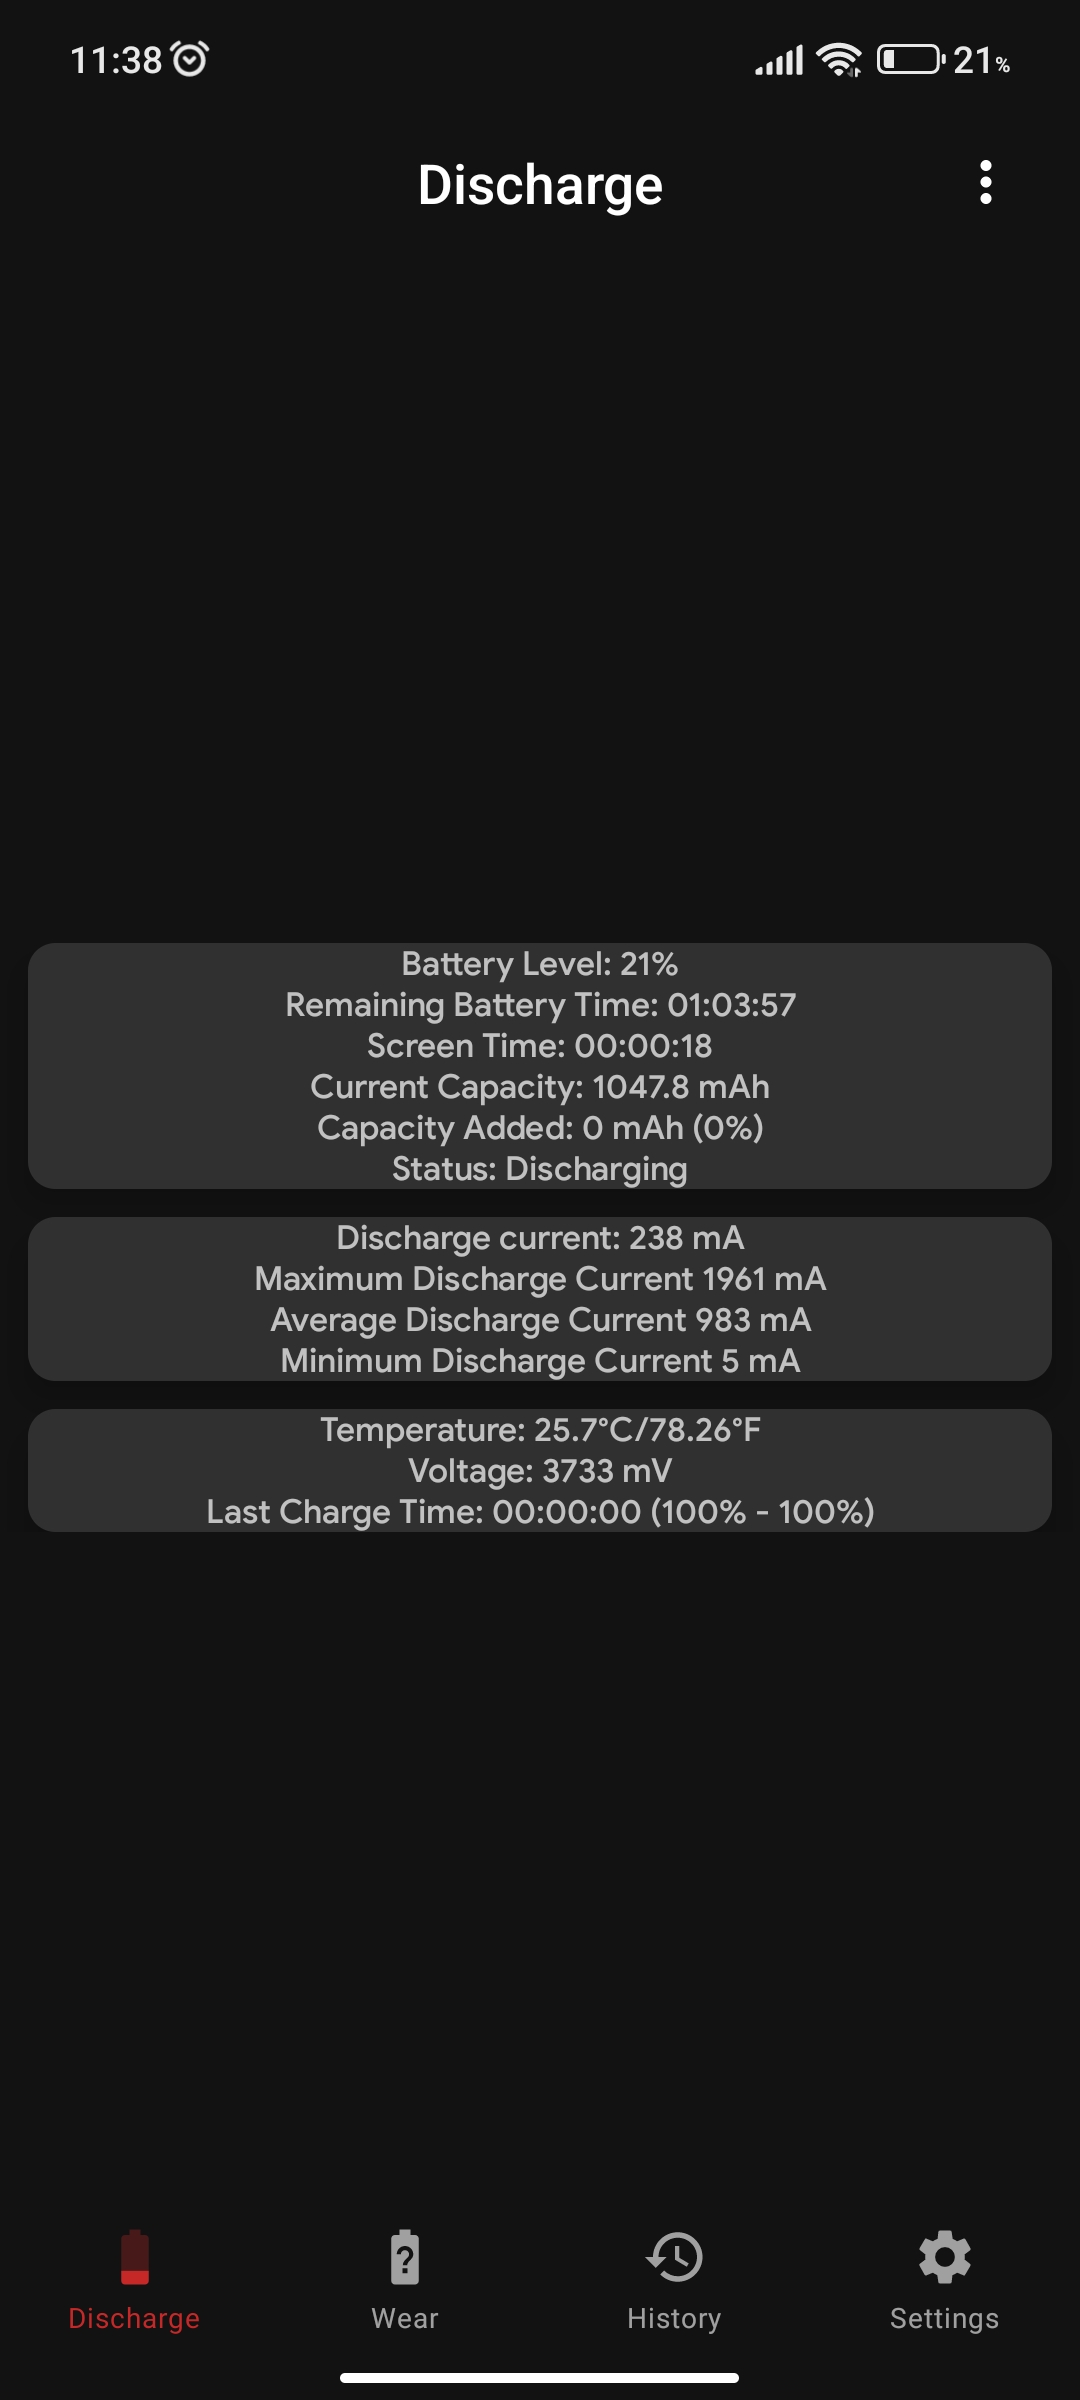 11:38
21%
Discharge
Battery Level: 21%
Remaining Battery Time: 01:03:57
Screen Time: 00:00:18
Current Capacity: 1047.8 mAh
Capacity Added: 0 mAh (0%)
Status: Discharging
Discharge current: 238 mA
Maximum Discharge Current 1961 mA
Average Discharge Current 983 mA
Minimum Discharge Current 5 mA
Temperature: 25.7°C/78.26°F
Voltage: 3733 mV
Last Charge Time: 00:00:00 (100% - 100%)
?
Discharge
Wear
History
Settings